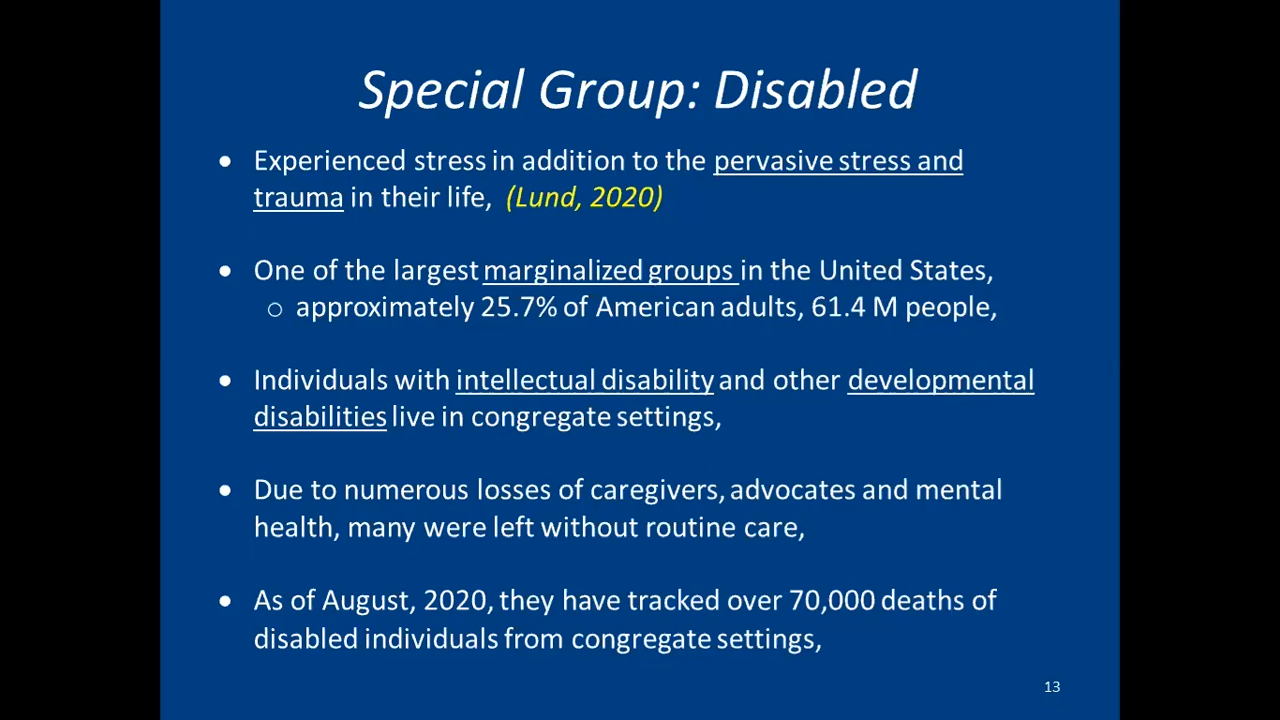 Special Group: Disabled
• Experienced stress in addition to the pervasive stress and
trauma in their life, (Lund, 2020)
• One of the largest marginalized groups in the United States,
o approximately 25.7% of American adults, 61.4 M people,
• Individuals with intellectual disability and other developmental
disabilities live in congregate settings,
• Due to numerous losses of caregivers, advocates and mental
health, many were left without routine care,
• As of August, 2020, they have tracked over 70,000 deaths of
disabled individuals from congregate settings,
13